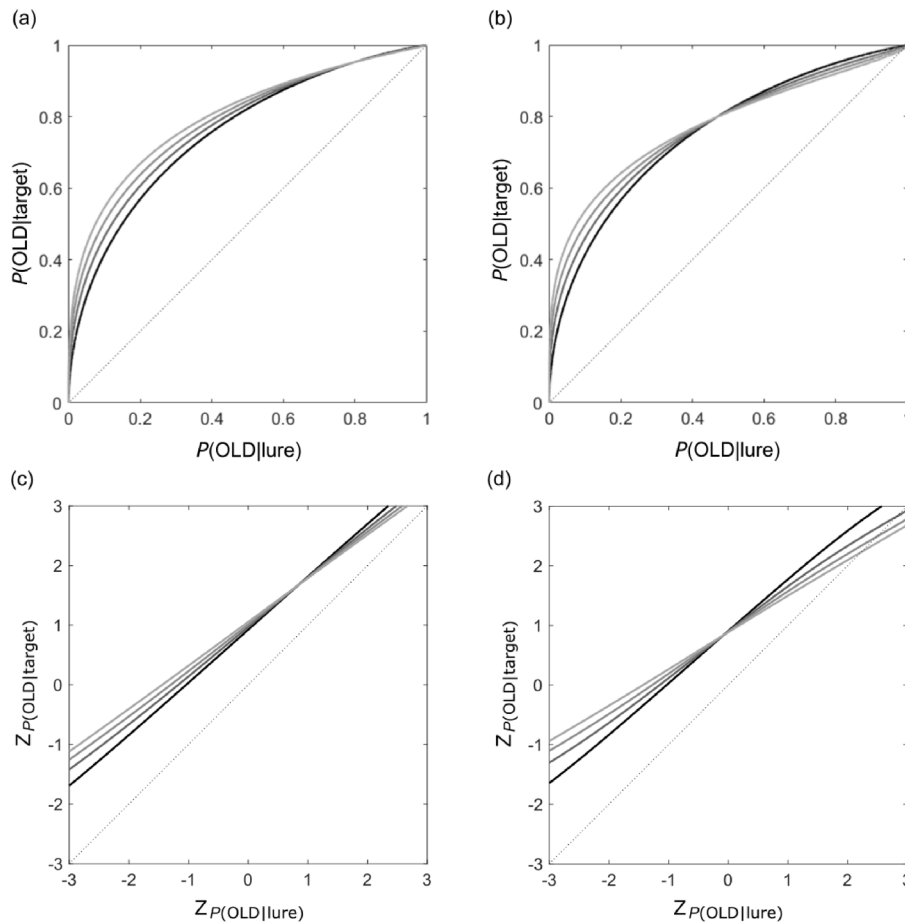 (a)
(b)
1
0.8
0.6
0.4
0.2
0
P(OLD|target)
0 0.2 0.4 0.6 0.8 1
P(OLD|lure)
1
0.8
0.6
0.4
0.2
0
P(OLD|target)
0 0.2 0.4 0.6 0.8 1
P(OLD|lure)
(c)
(d)
3
2
1
0
-1
-2
-3
ZP(OLD|target)
-3 -2 -1 0 1 2 3
ZP(OLD|lure)
3
2
1
0
-1
-2
-3
ZP(OLD|target)
-3 -2 -1 0 1 2 3
ZP(OLD|lure)